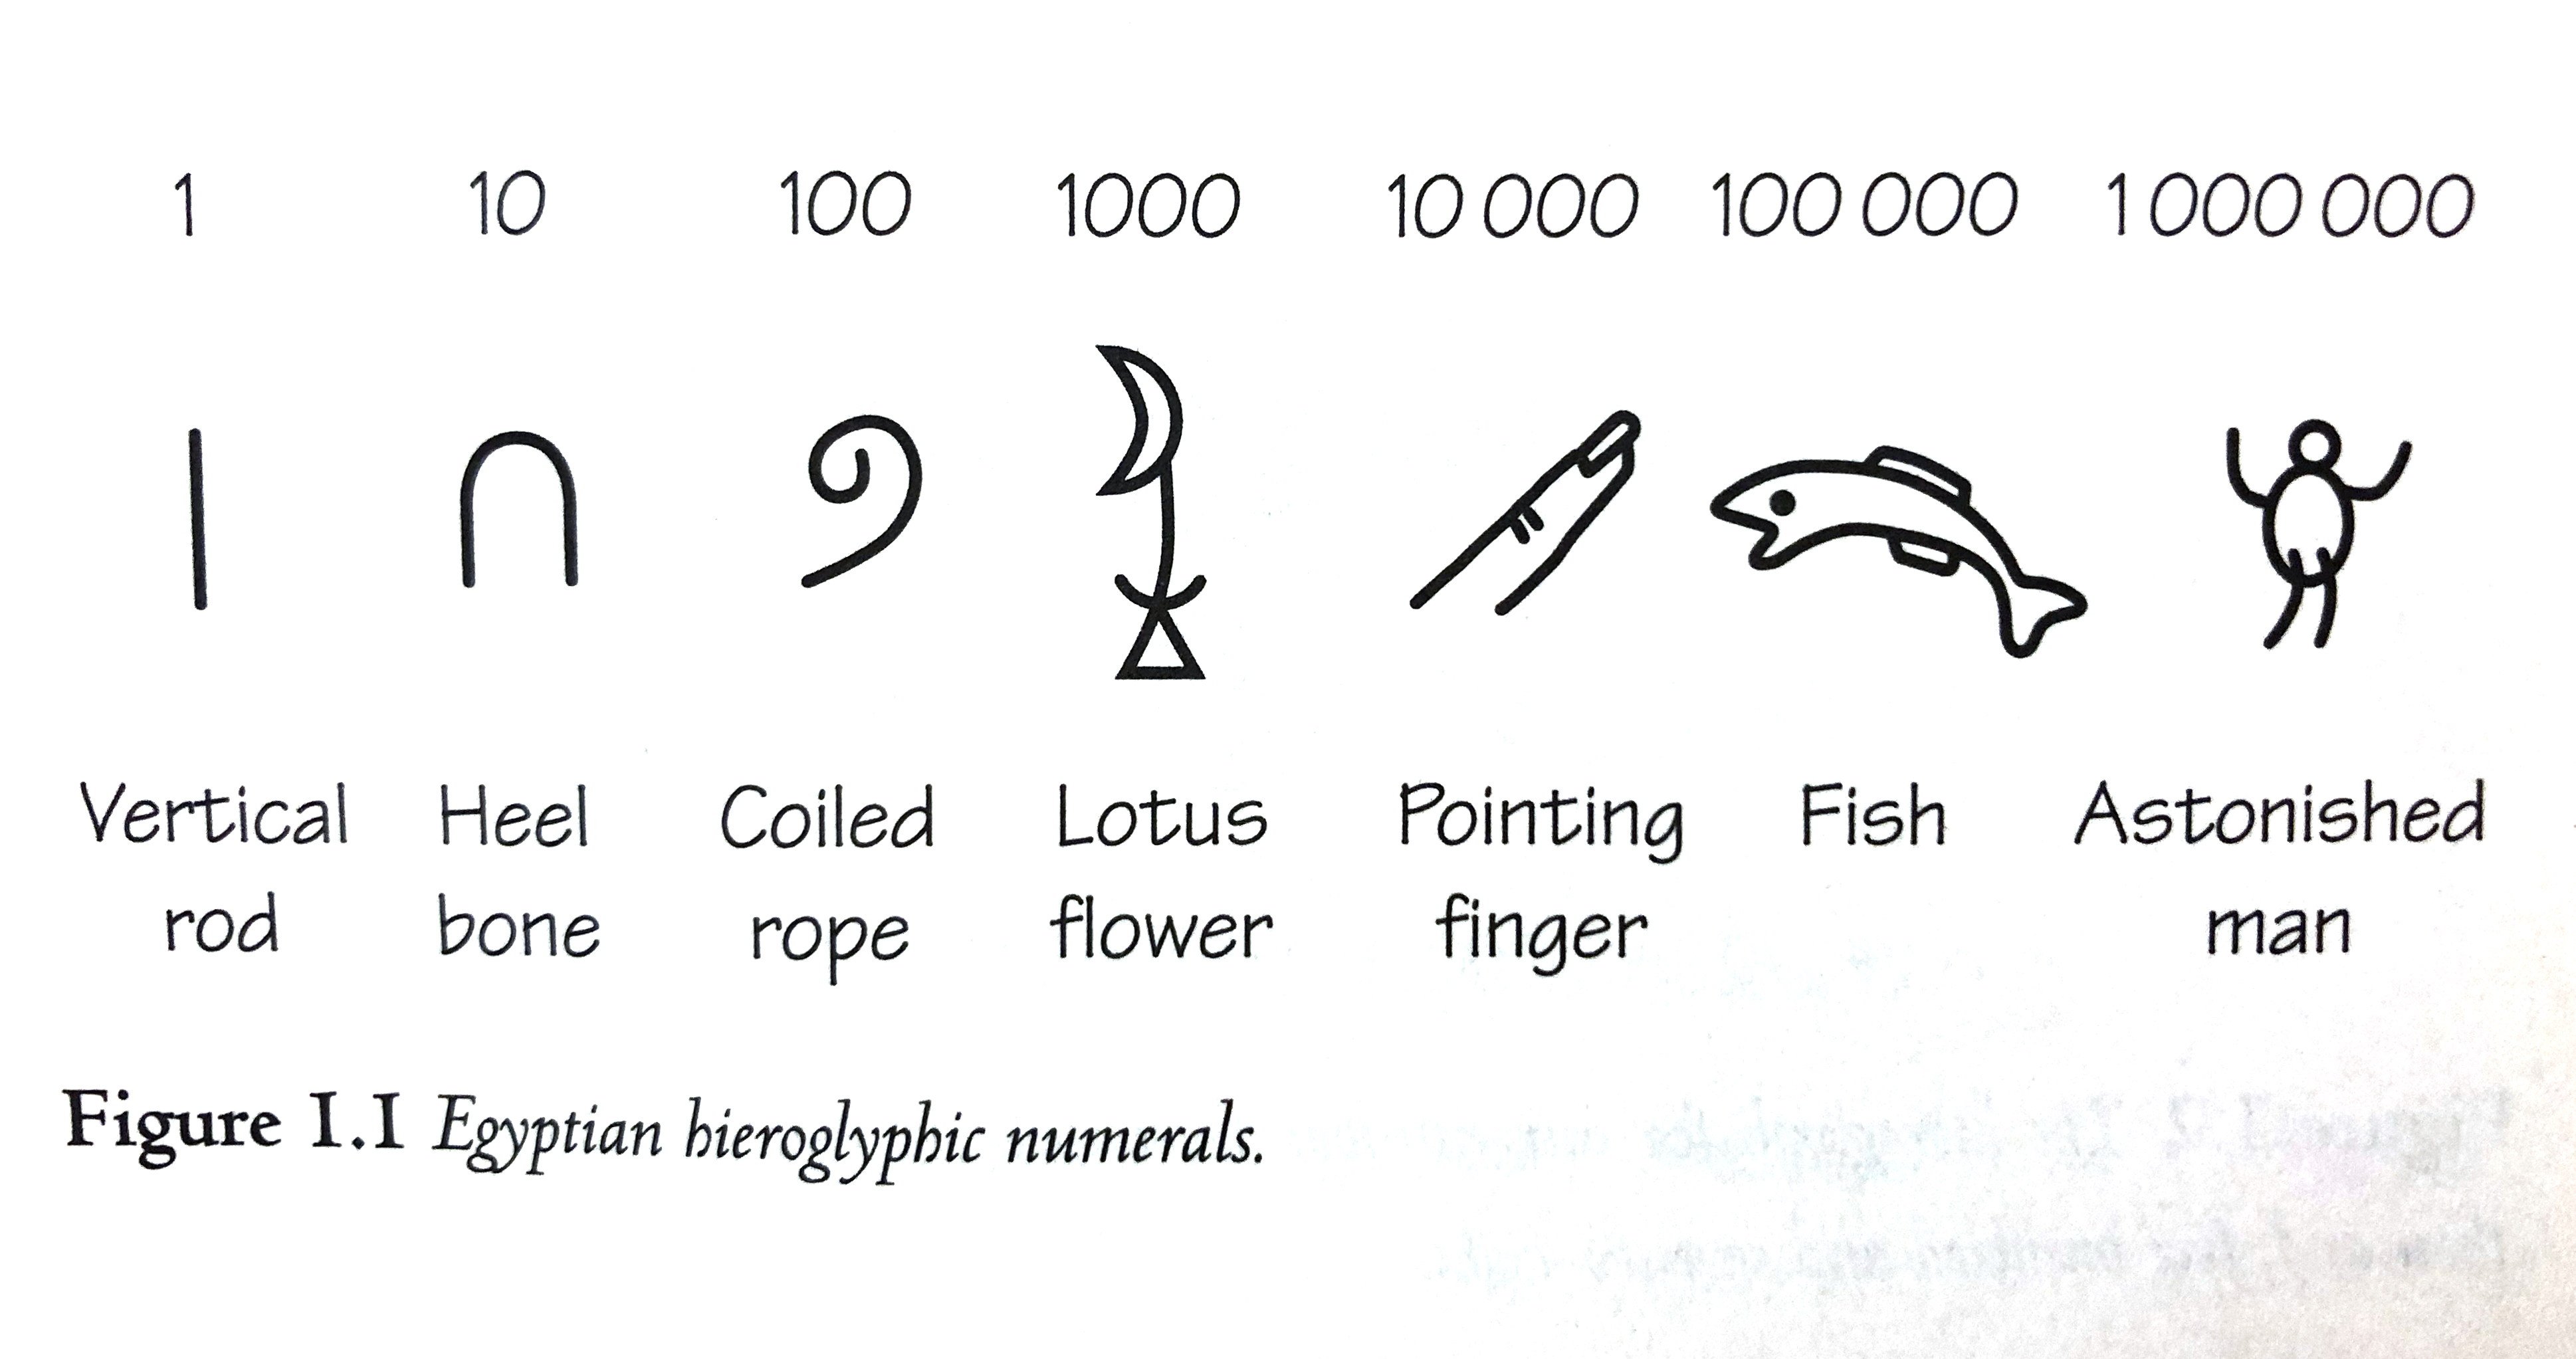 1 10 100 1000 10 000 100 000 1 000 000
Vertical Heel Coiled Lotus Pointing Fish Astonished
rod bone rope flower finger man
Figure I.I Egyptian hieroglyphic numerals.